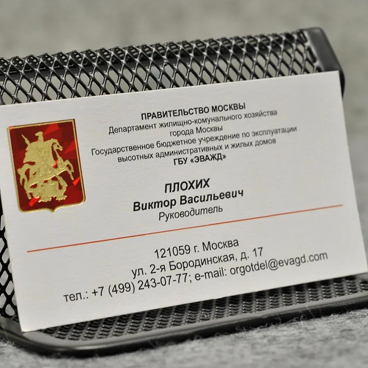 ПРАВИТЕЛЬСТВО МОСКВЫ
Департамент жилищно-комунального хозяйства
города Москвы
Государственное бюджетное учреждение по эксплуатации
высотных административных и жилых домов
ГБУ «ЭВАЖД»
ПЛОХИХ
Виктор Васильевич
Руководитель
121059 г. Москва
ул. 2-я Бородинская, д. 17
тел.: +7 (499) 243-07-77; e-mail: orgotdel@evagd.com